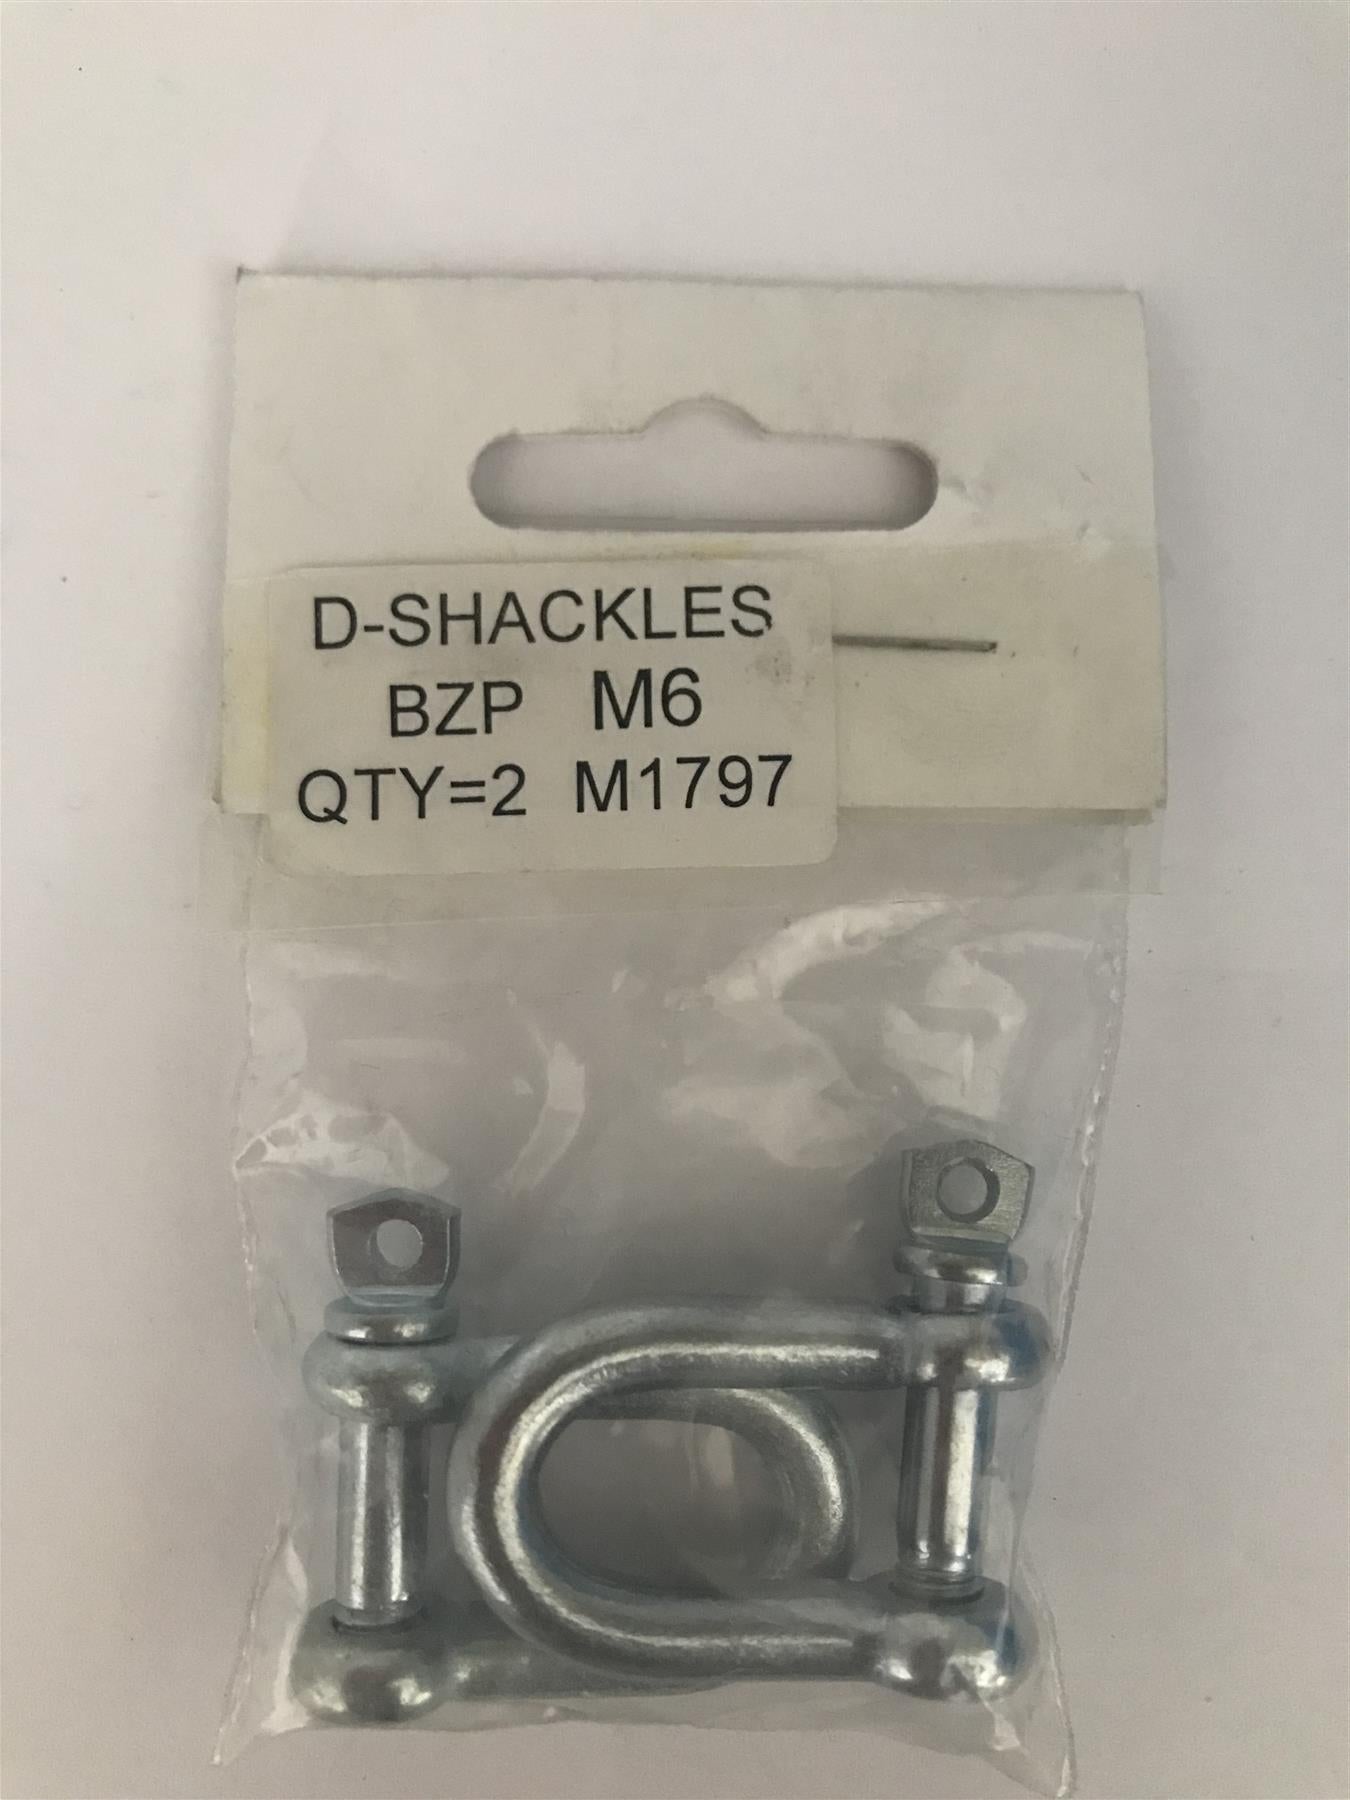 D-SHACKLES
BZP M6
QTY=2 M1797